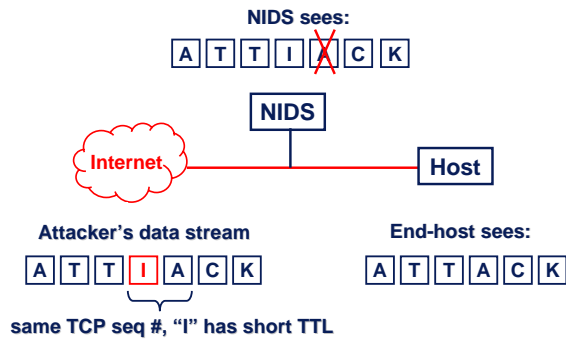 NIDS sees:
A T T I A C K
NIDS
Internet
Host
Attacker's data stream
A T T I A C K
same TCP seq #, “I” has short TTL
End-host sees:
A T T A C K